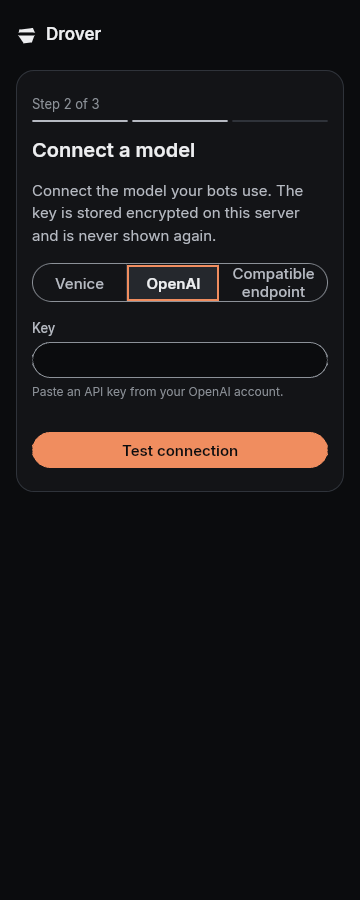 Drover
Step 2 of 3
Connect a model
Connect the model your bots use. The
key is stored encrypted on this server
and is never shown again.
Venice
OpenAI
Compatible
endpoint
Key
Paste an API key from your OpenAI account.
Test connection